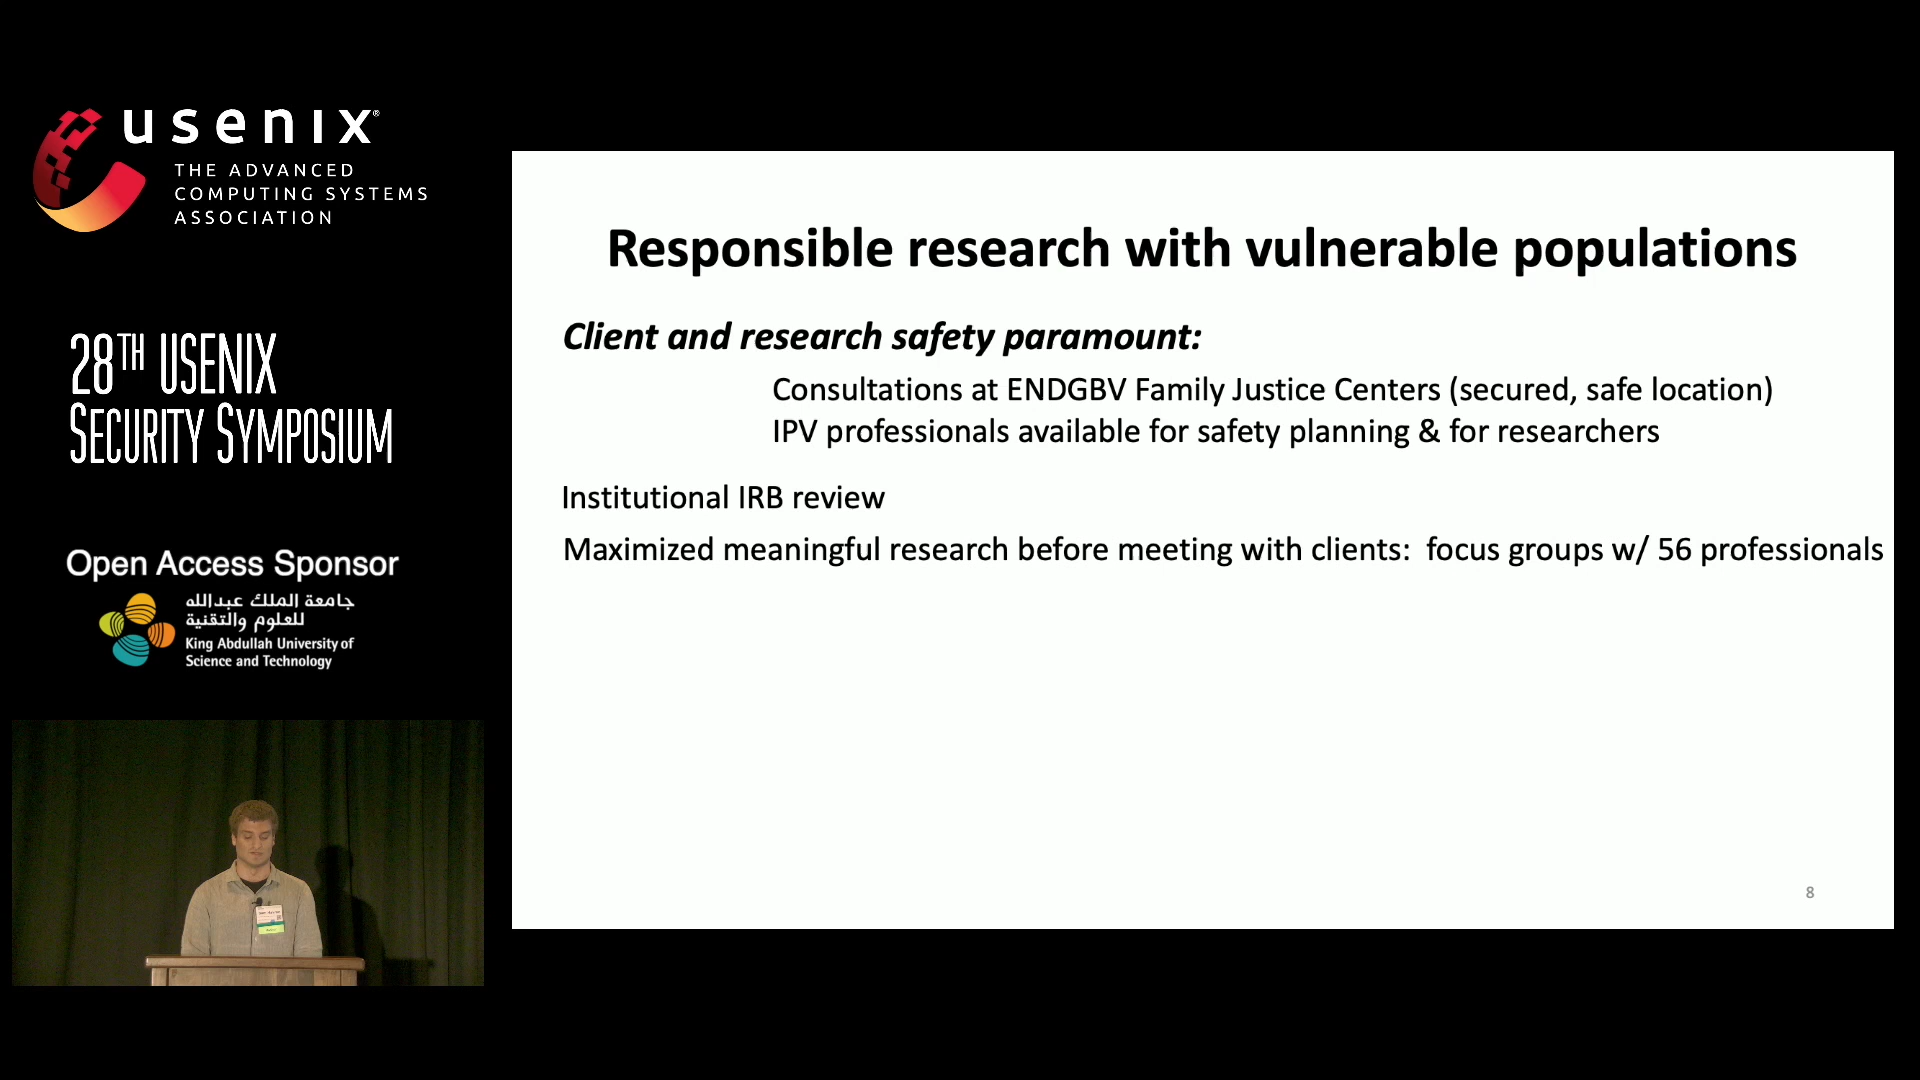 usenix®
THE ADVANCED
COMPUTING SYSTEMS
ASSOCIATION
28TH USENIX
SECURITY SYMPOSIUM
Open Access Sponsor
جامعة الملك عبدالله
للعلوم والتقنية
King Abdullah University of
Science and Technology
Responsible research with vulnerable populations
Client and research safety paramount:
Consultations at ENDGBV Family Justice Centers (secured, safe location)
IPV professionals available for safety planning & for researchers
Institutional IRB review
Maximized meaningful research before meeting with clients: focus groups w/ 56 professionals
8